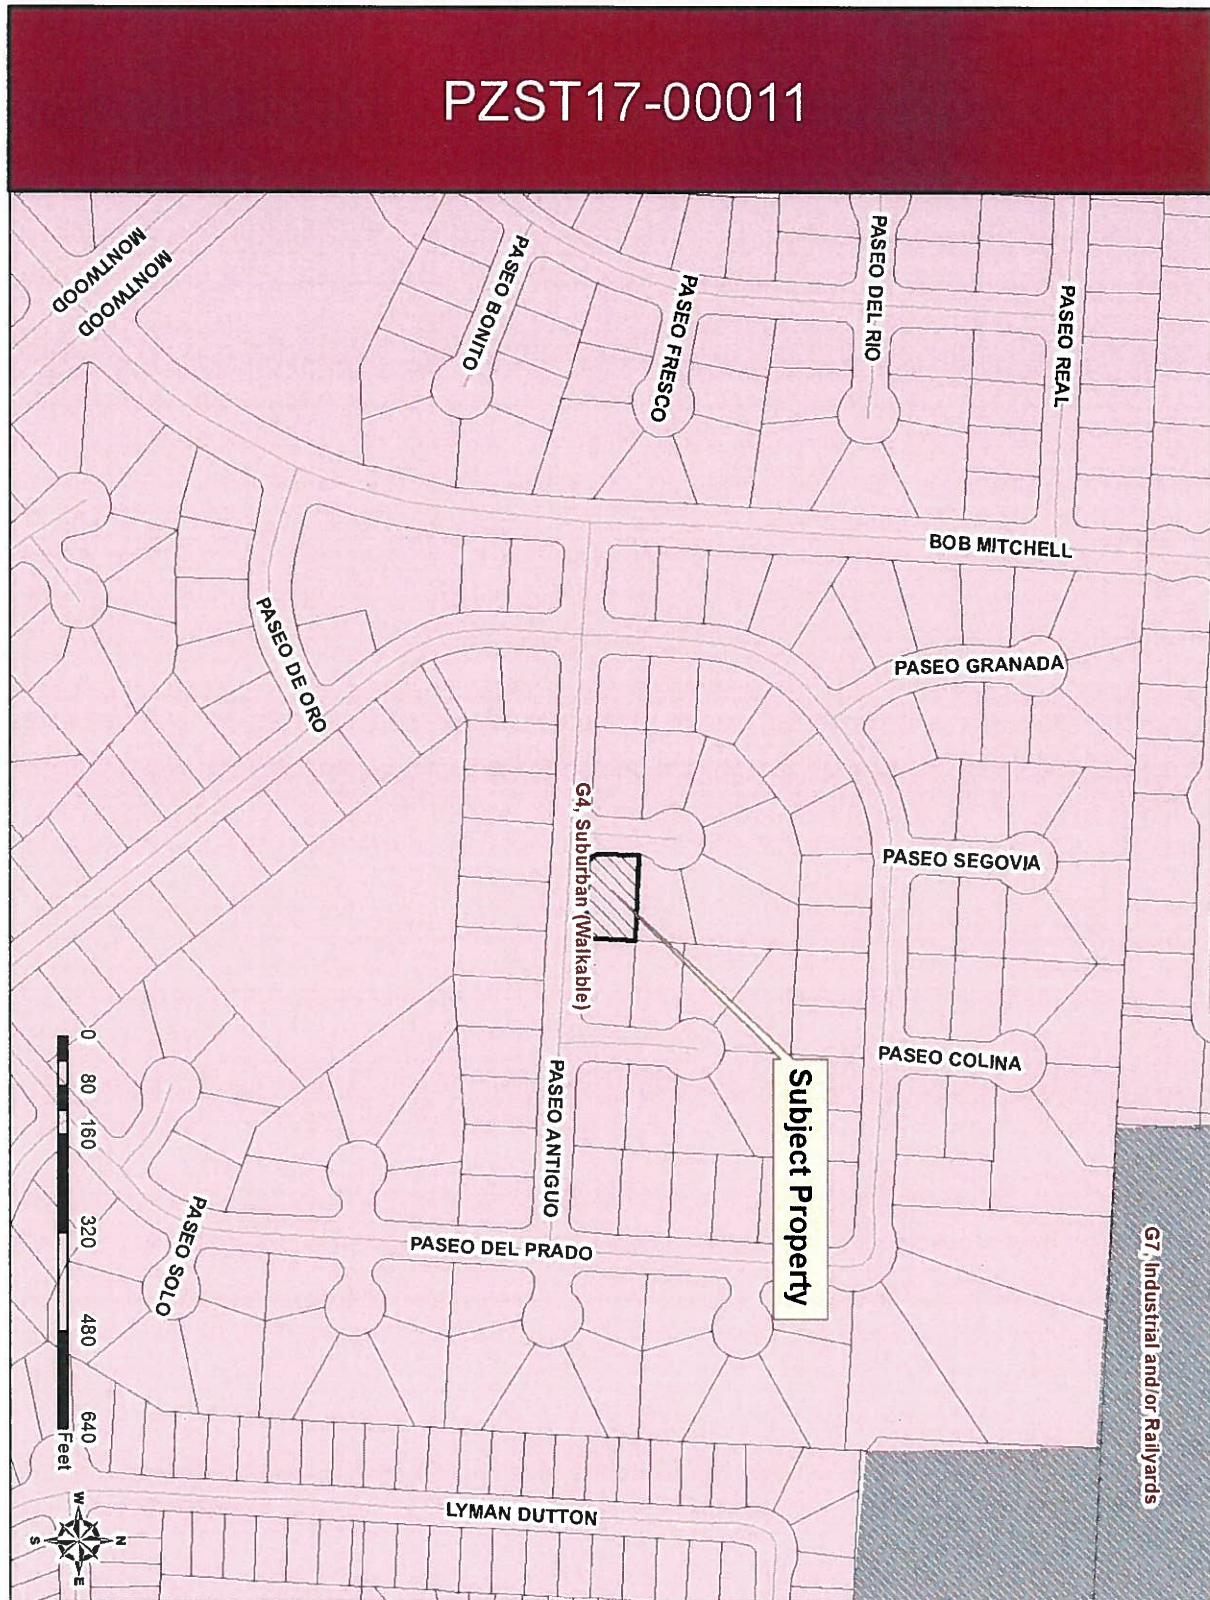 PZST17-00011
MONTWOOD
MONTWOOD
PASEO BONITO
PASEO FRESCO
PASEO DEL RIO
PASEO REAL
BOB MITCHELL
PASEO DE ORO
PASEO GRANADA
G4, Suburban (Walkable)
PASEO SEGOVIA
PASEO COLINA
Subject Property
PASEO ANTIGUO
PASEO DEL PRADO
PASEO SOLO
G7, Industrial and/or Railyards
LYMAN DUTTON
0 80 160 320 480 640
Feet
N
W
E
S